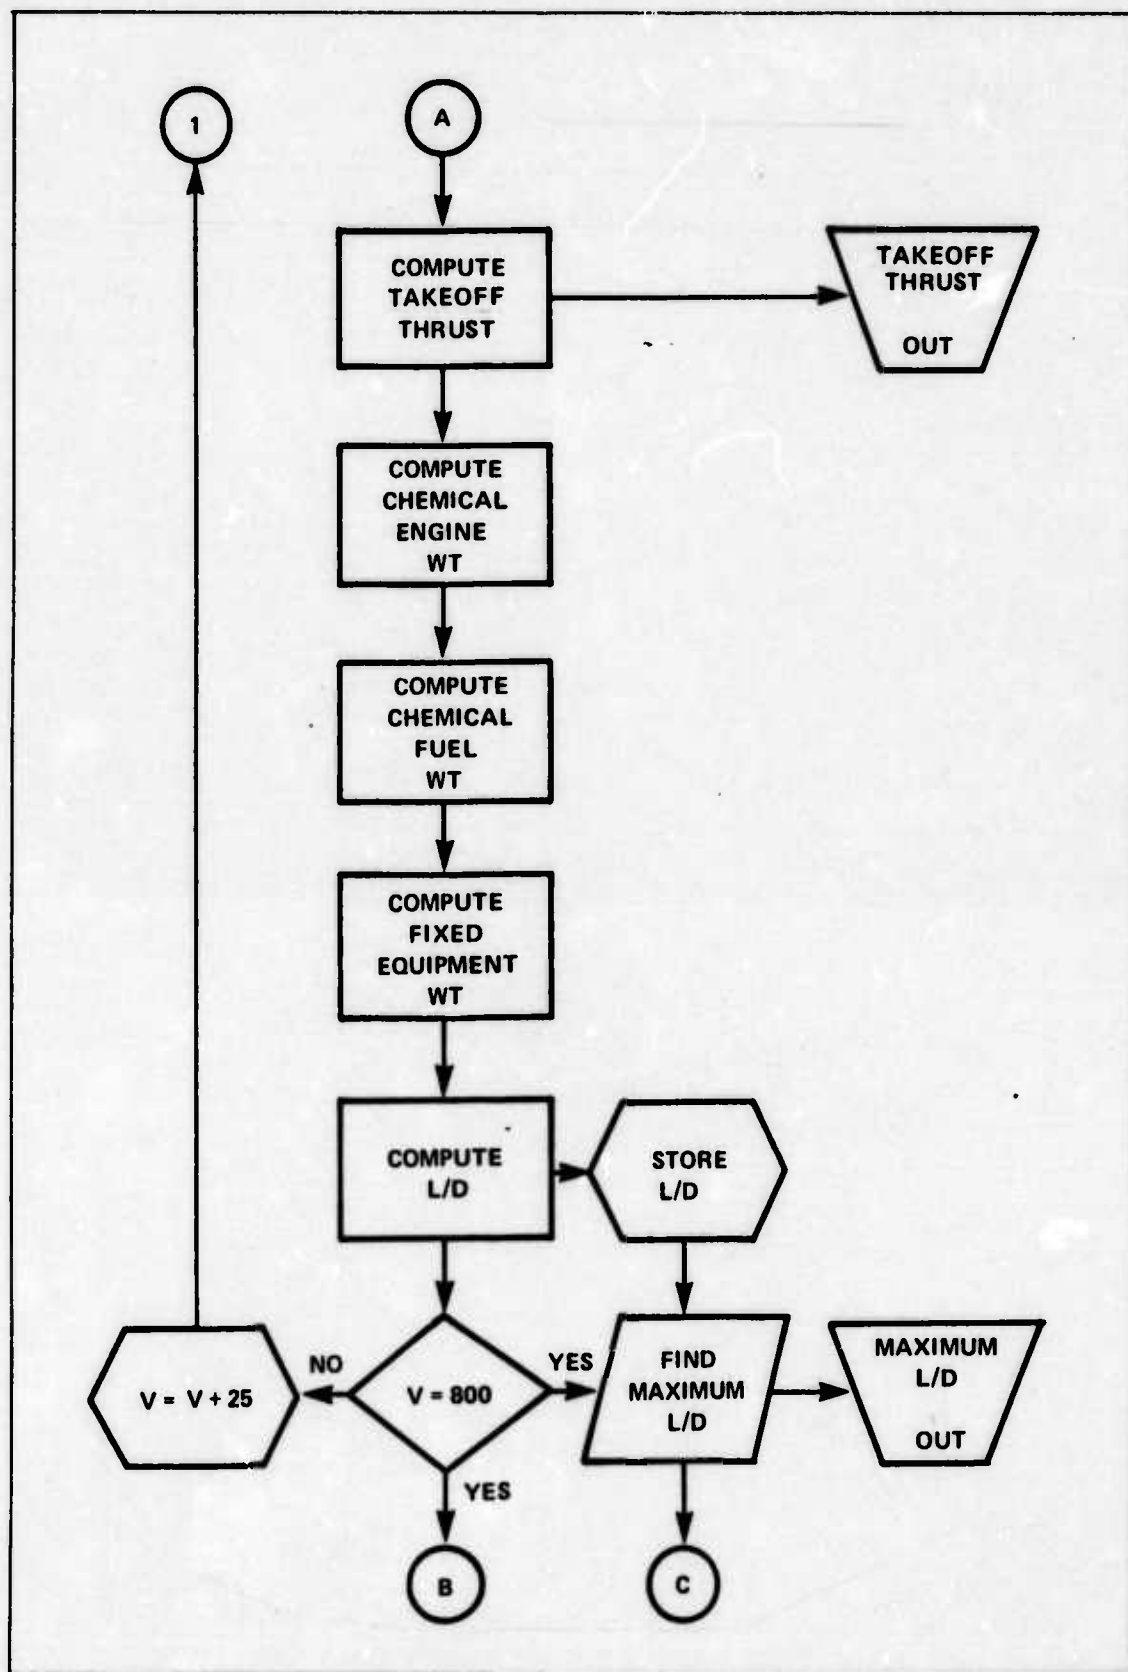 1
A
COMPUTE
TAKEOFF
THRUST
TAKEOFF
THRUST
OUT
COMPUTE
CHEMICAL
ENGINE
WT
COMPUTE
CHEMICAL
FUEL
WT
COMPUTE
FIXED
EQUIPMENT
WT
COMPUTE
L/D
STORE
L/D
V = V + 25
NO
V = 800
YES
FIND
MAXIMUM
L/D
MAXIMUM
L/D
OUT
YES
B
C